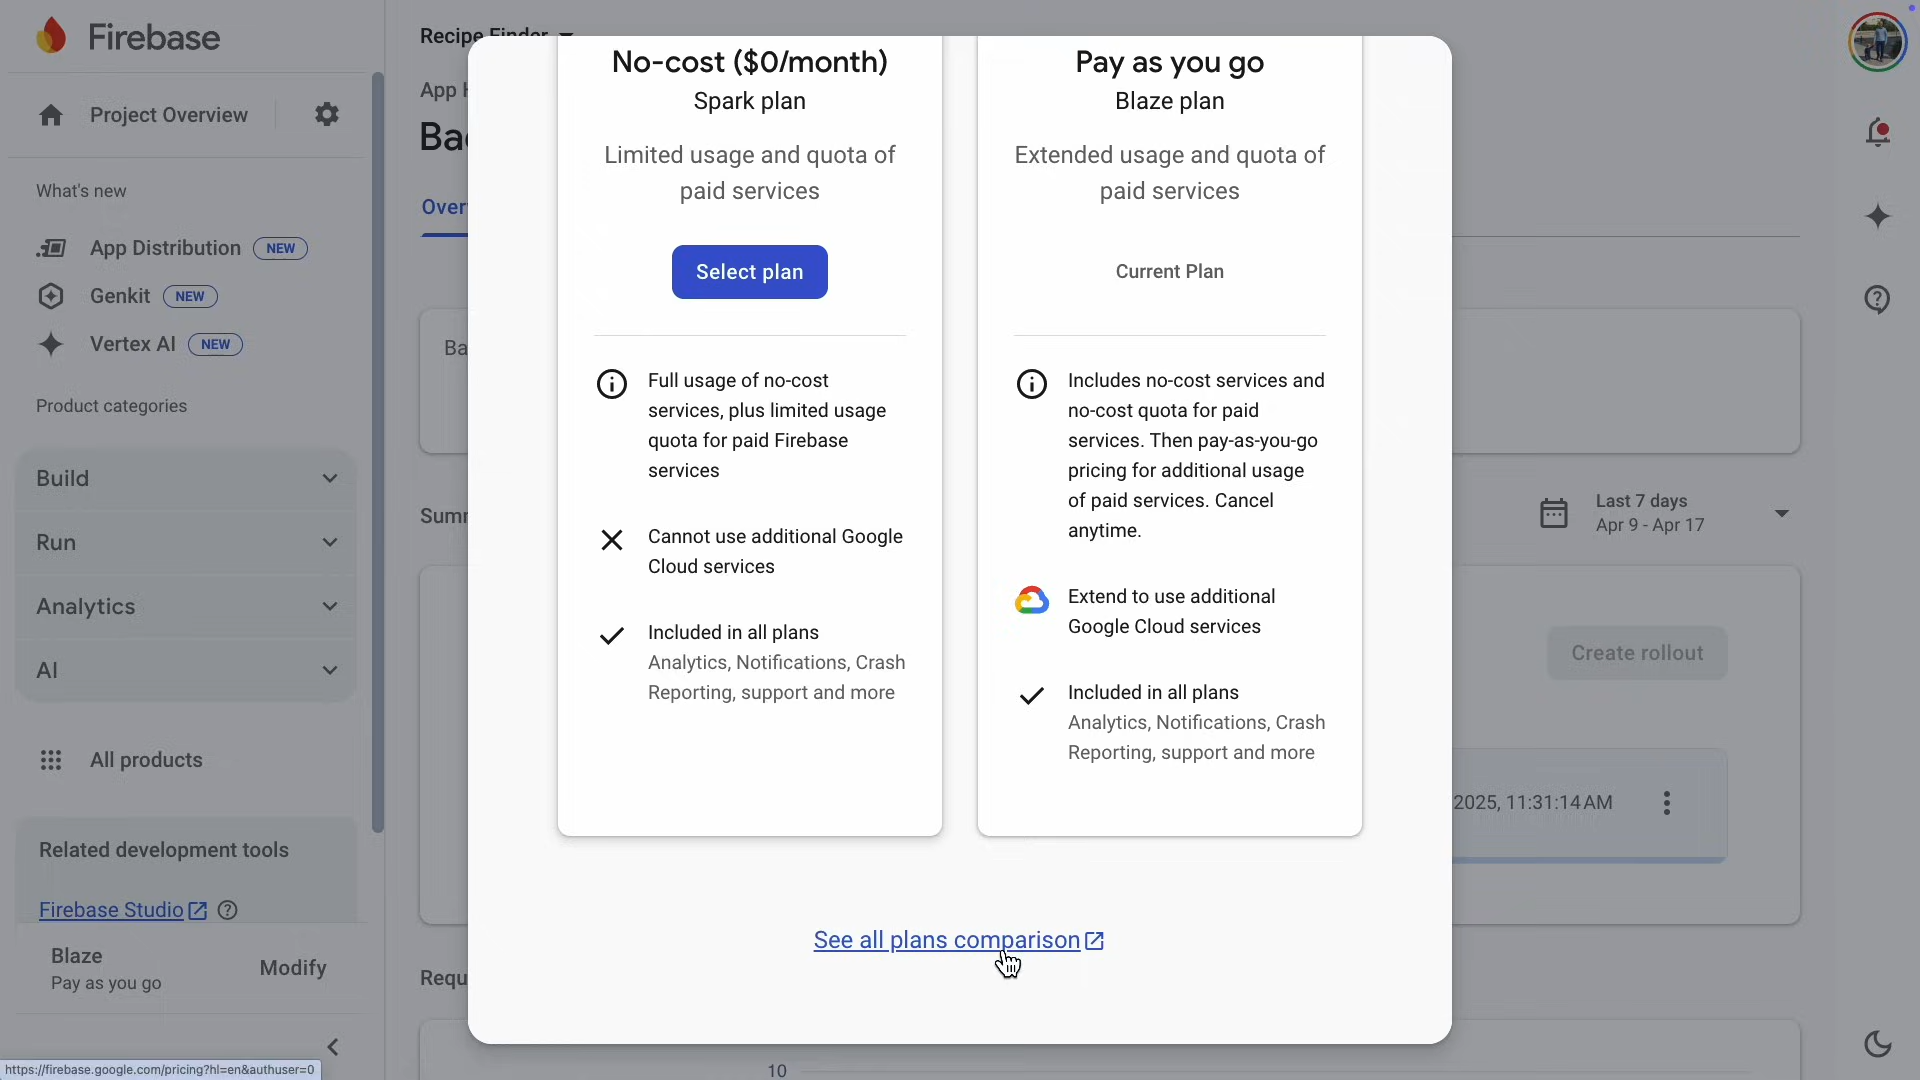 Firebase
Project Overview
What's new
App Distribution NEW
Genkit NEW
Vertex AI NEW
Product categories
Build
Run
Analytics
AI
All products
Related development tools
Firebase Studio
Blaze
Pay as you go
Modify
https://firebase.google.com/pricing?hl=en&authuser=0
Recipe Finder
App H
Bac
Over
Ba
Sumr
Last 7 days
Apr 9 - Apr 17
Create rollout
2025, 11:31:14 AM
Requ
10
No-cost ($0/month)
Spark plan
Limited usage and quota of
paid services
Select plan
Full usage of no-cost
services, plus limited usage
quota for paid Firebase
services
Cannot use additional Google
Cloud services
Included in all plans
Analytics, Notifications, Crash
Reporting, support and more
Pay as you go
Blaze plan
Extended usage and quota of
paid services
Current Plan
Includes no-cost services and
no-cost quota for paid
services. Then pay-as-you-go
pricing for additional usage
of paid services. Cancel
anytime.
Extend to use additional
Google Cloud services
Included in all plans
Analytics, Notifications, Crash
Reporting, support and more
See all plans comparison